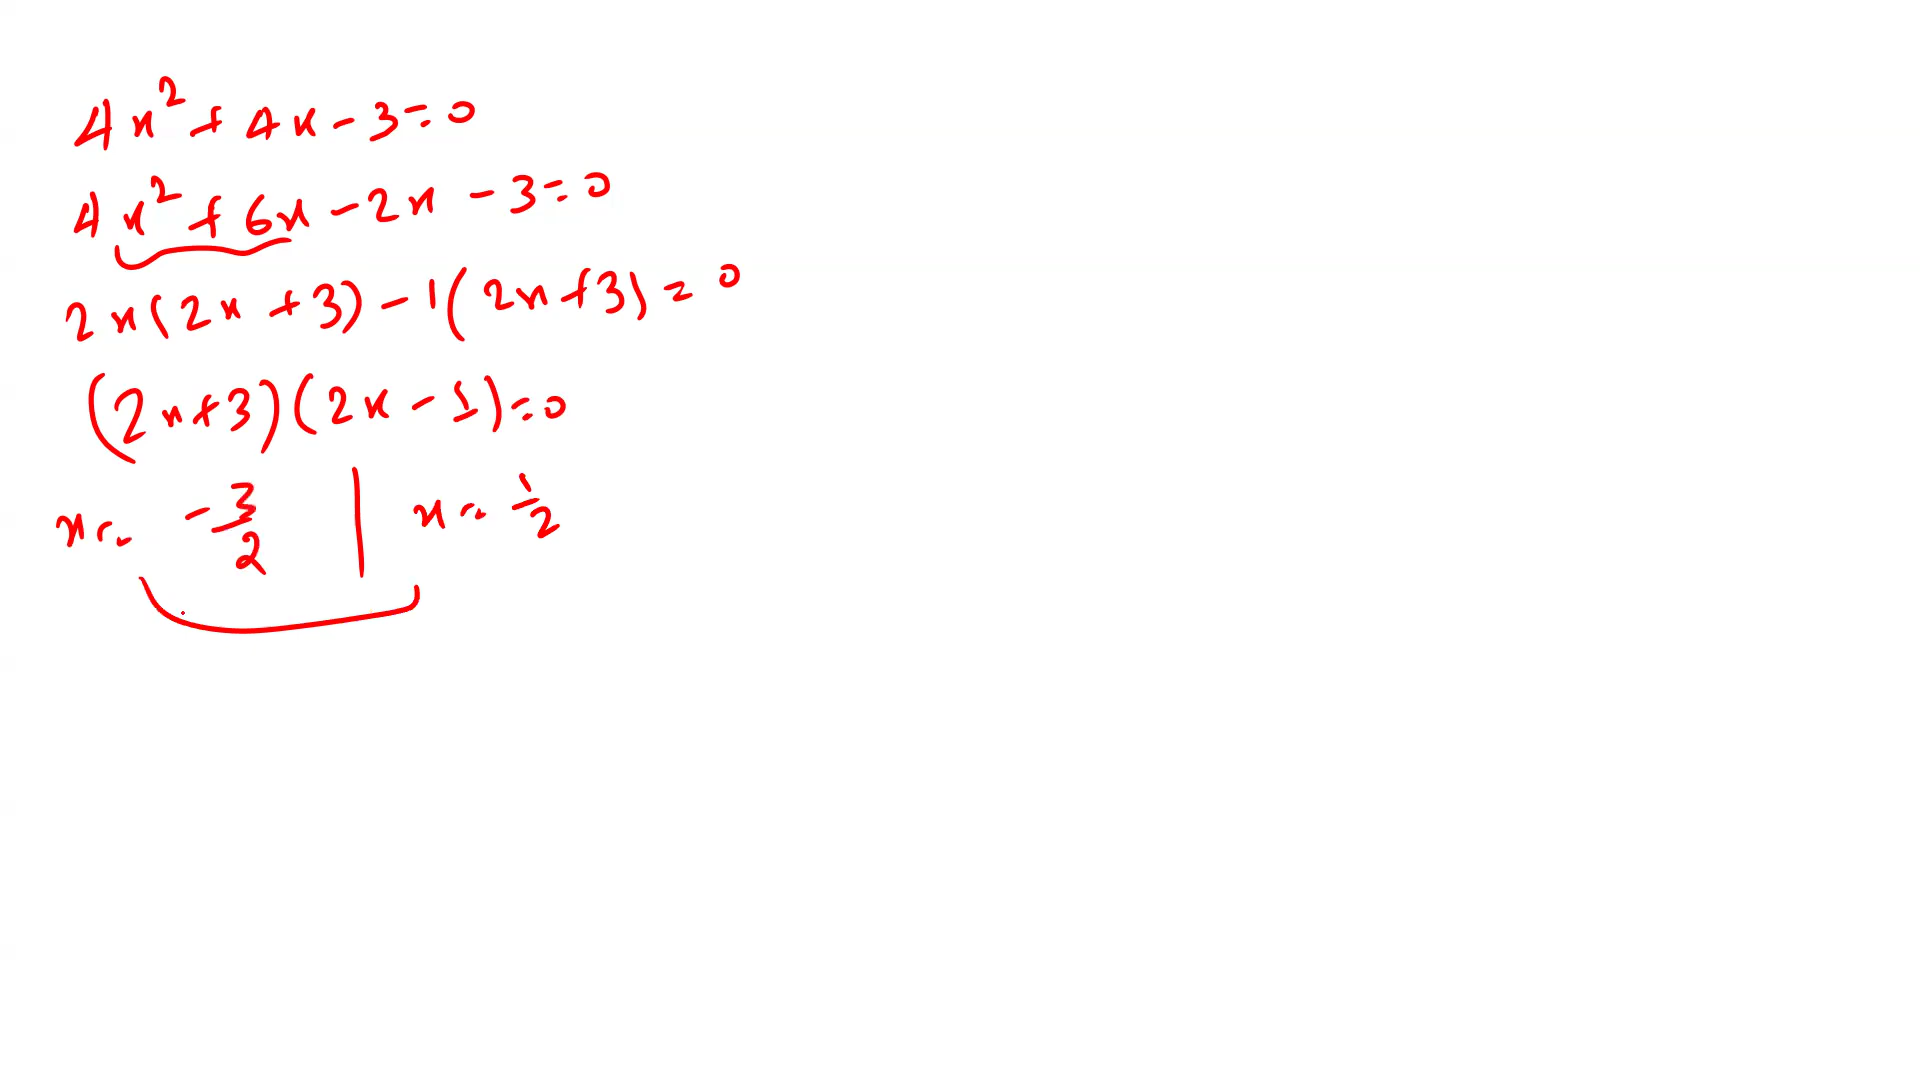 4x² + 4x - 3 = 0
4x² + 6x - 2x - 3 = 0
2x(2x + 3) - 1(2x + 3) = 0
(2x + 3)(2x - 1) = 0
x = -3/2 | x = 1/2